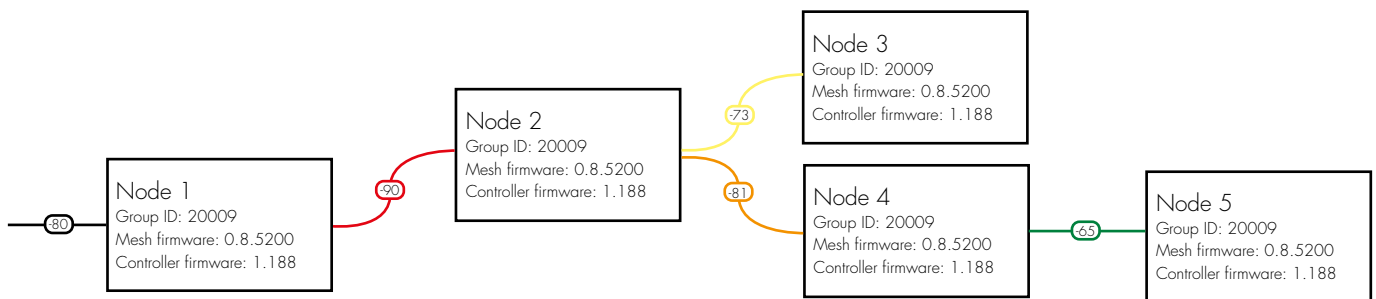 -80
Node 1
Group ID: 20009
Mesh firmware: 0.8.5200
Controller firmware: 1.188
-90
Node 2
Group ID: 20009
Mesh firmware: 0.8.5200
Controller firmware: 1.188
-73
Node 3
Group ID: 20009
Mesh firmware: 0.8.5200
Controller firmware: 1.188
-81
Node 4
Group ID: 20009
Mesh firmware: 0.8.5200
Controller firmware: 1.188
-65
Node 5
Group ID: 20009
Mesh firmware: 0.8.5200
Controller firmware: 1.188